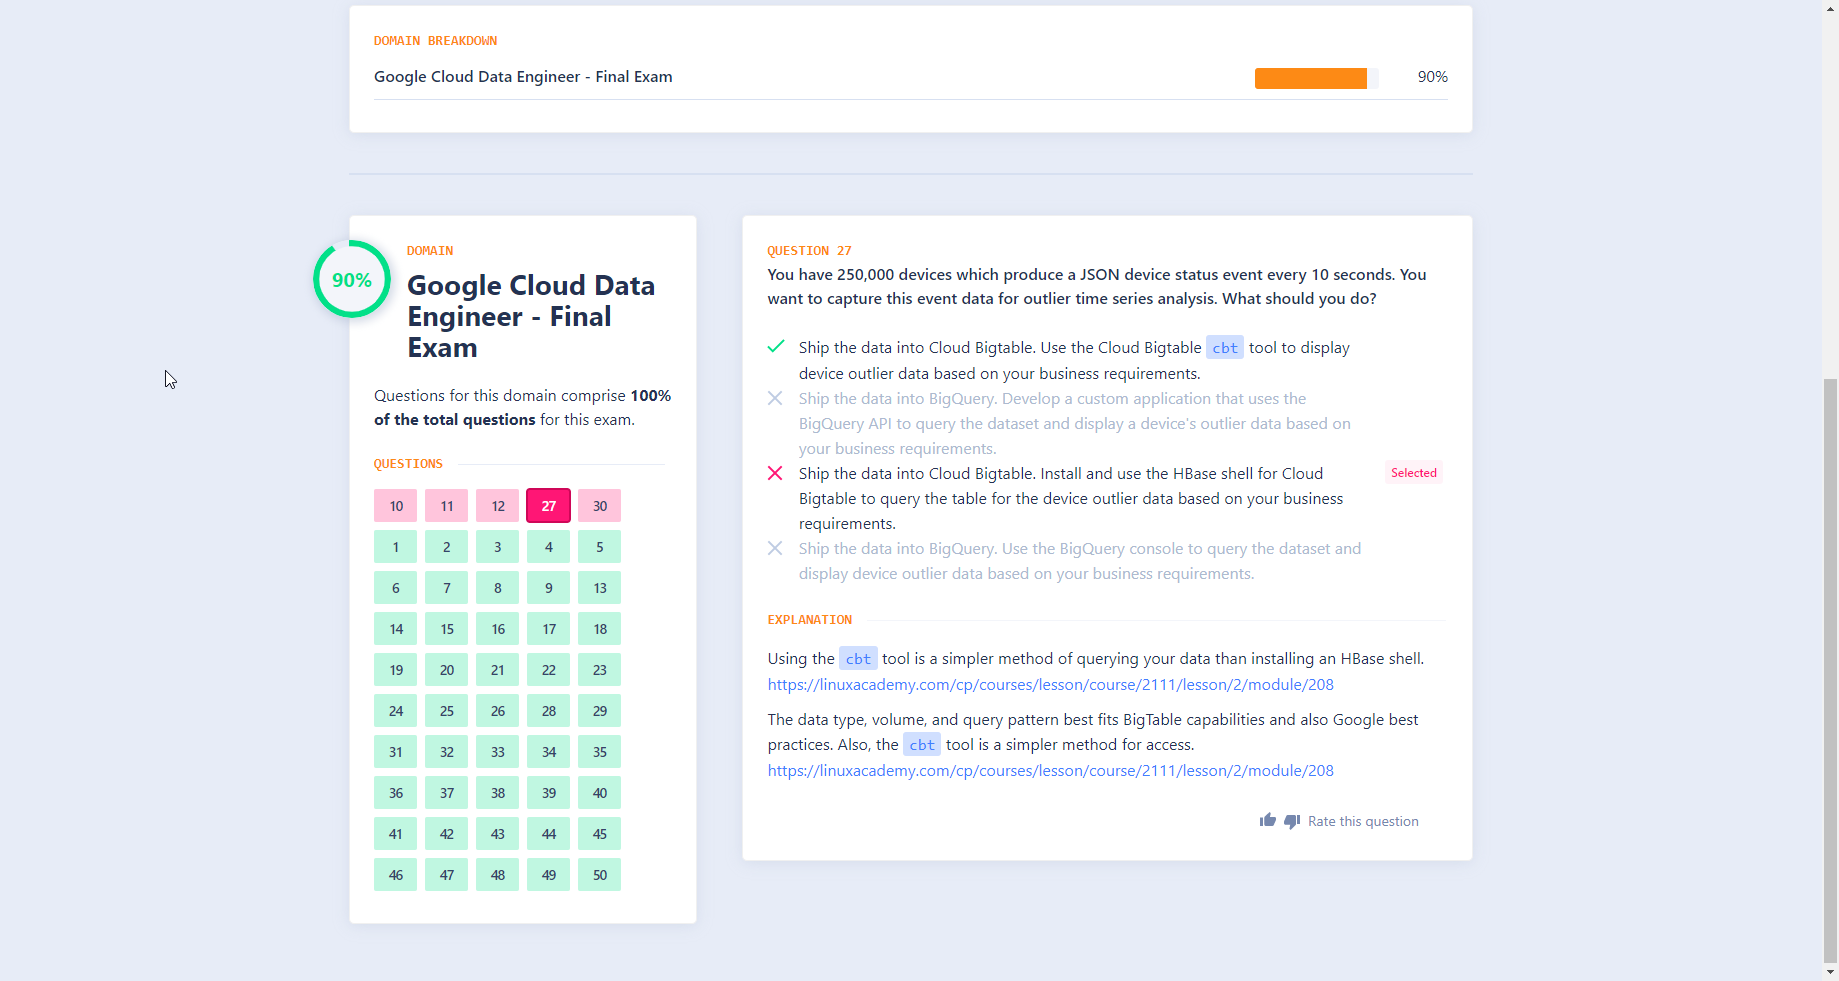 DOMAIN BREAKDOWN
Google Cloud Data Engineer - Final Exam 90%
90%
DOMAIN
Google Cloud Data
Engineer - Final
Exam
Questions for this domain comprise 100%
of the total questions for this exam.
QUESTIONS
10 11 12 27 30
1 2 3 4 5
6 7 8 9 13
14 15 16 17 18
19 20 21 22 23
24 25 26 28 29
31 32 33 34 35
36 37 38 39 40
41 42 43 44 45
46 47 48 49 50
QUESTION 27
You have 250,000 devices which produce a JSON device status event every 10 seconds. You
want to capture this event data for outlier time series analysis. What should you do?
Ship the data into Cloud Bigtable. Use the Cloud Bigtable cbt tool to display
device outlier data based on your business requirements.
Ship the data into BigQuery. Develop a custom application that uses the
BigQuery API to query the dataset and display a device's outlier data based on
your business requirements.
Ship the data into Cloud Bigtable. Install and use the HBase shell for Cloud Selected
Bigtable to query the table for the device outlier data based on your business
requirements.
Ship the data into BigQuery. Use the BigQuery console to query the dataset and
display device outlier data based on your business requirements.
EXPLANATION
Using the cbt tool is a simpler method of querying your data than installing an HBase shell.
https://linuxacademy.com/cp/courses/lesson/course/2111/lesson/2/module/208
The data type, volume, and query pattern best fits BigTable capabilities and also Google best
practices. Also, the cbt tool is a simpler method for access.
https://linuxacademy.com/cp/courses/lesson/course/2111/lesson/2/module/208
Rate this question